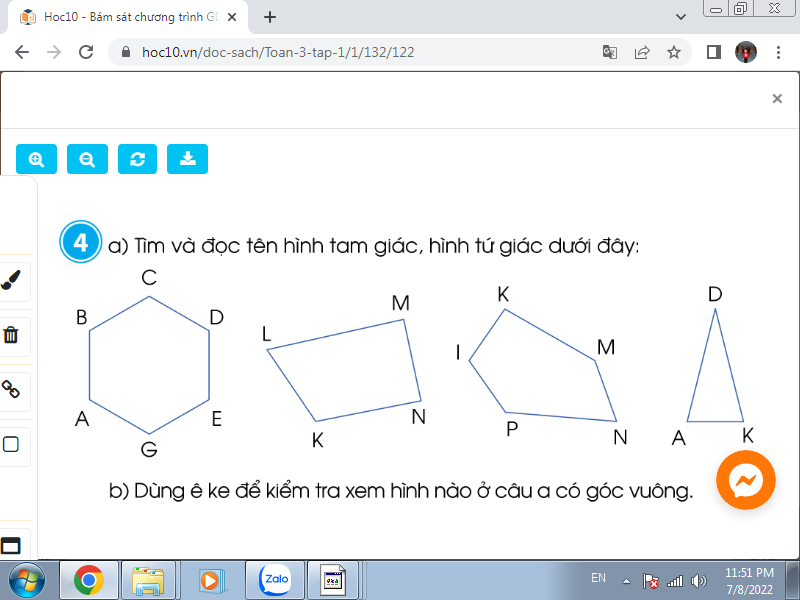 Hoc10 - Bám sát chương trình GD
hoc10.vn/doc-sach/Toan-3-tap-1/1/132/122
4 a) Tìm và đọc tên hình tam giác, hình tứ giác dưới đây:
C
B D
A E
G
L M
K N
K
I M
P N
D
A K
b) Dùng ê ke để kiểm tra xem hình nào ở câu a có góc vuông.
Zalo
EN
11:51 PM
7/8/2022